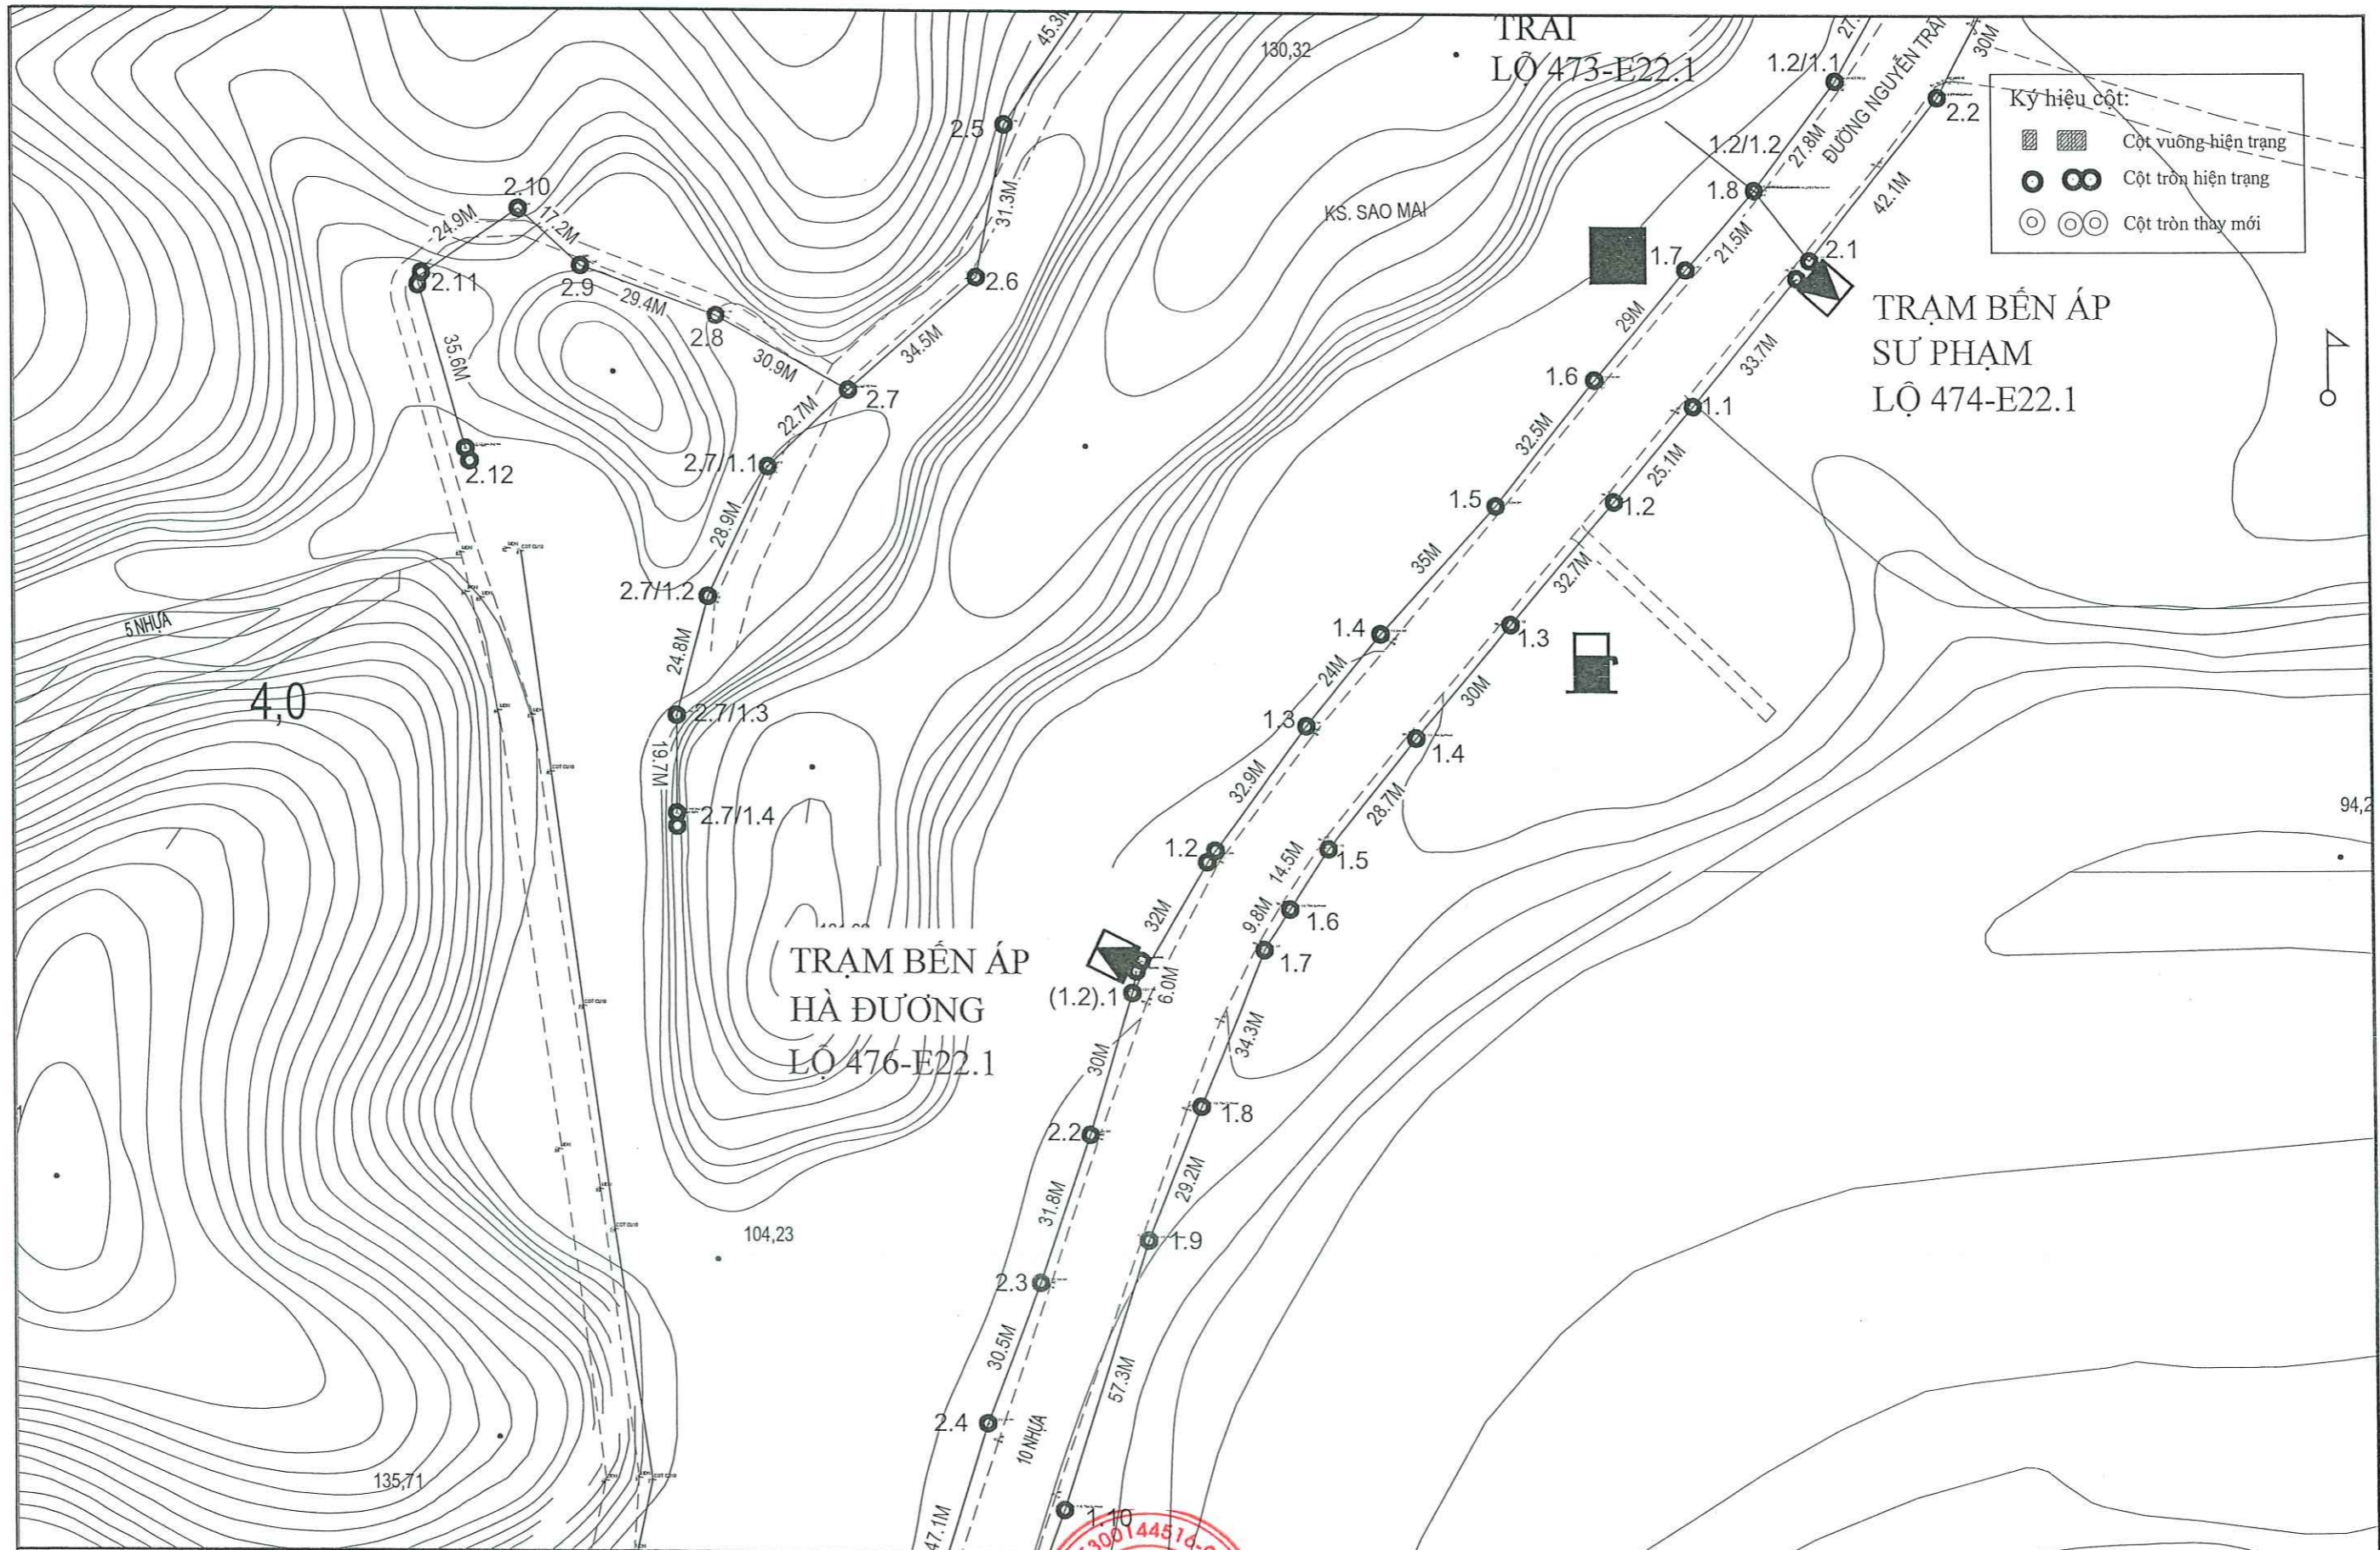 45.3M
130,32
TRÃI
LỘ 473-E22.1
1.2/1.1
ĐƯỜNG NGUYỄN TRÃI
30M
2.2
Ký hiệu cột:
Cột vuông hiện trạng
Cột tròn hiện trạng
Cột tròn thay mới
2.5
31.3M
2.10
24.9M
17.2M
2.11
2.9
29.4M
2.8
30.9M
2.6
34.5M
2.7
35.6M
2.12
22.7M
2.7/1.1
28.9M
2.7/1.2
24.8M
2.7/1.3
19.7M
2.7/1.4
KS. SAO MAI
1.2/1.2
27.8M
1.8
42.1M
21.5M
1.7
2.1
TRẠM BẾN ÁP
SƯ PHẠM
LỘ 474-E22.1
29M
33.7M
1.6
1.1
32.5M
25.1M
1.5
1.2
35M
32.7M
1.4
1.3
24M
30M
1.3
1.4
32.9M
28.7M
1.2
1.5
14.5M
32M
9.8M
1.6
1.7
5 NHỰA
4,0
94,2
TRẠM BẾN ÁP
HÀ ĐƯƠNG
LỘ 476-E22.1
(1.2).1
6.0M
34.3M
30M
1.8
2.2
29.2M
31.8M
1.9
104,23
2.3
30.5M
57.3M
2.4
10 NHỰA
135,71
47.1M
1.10